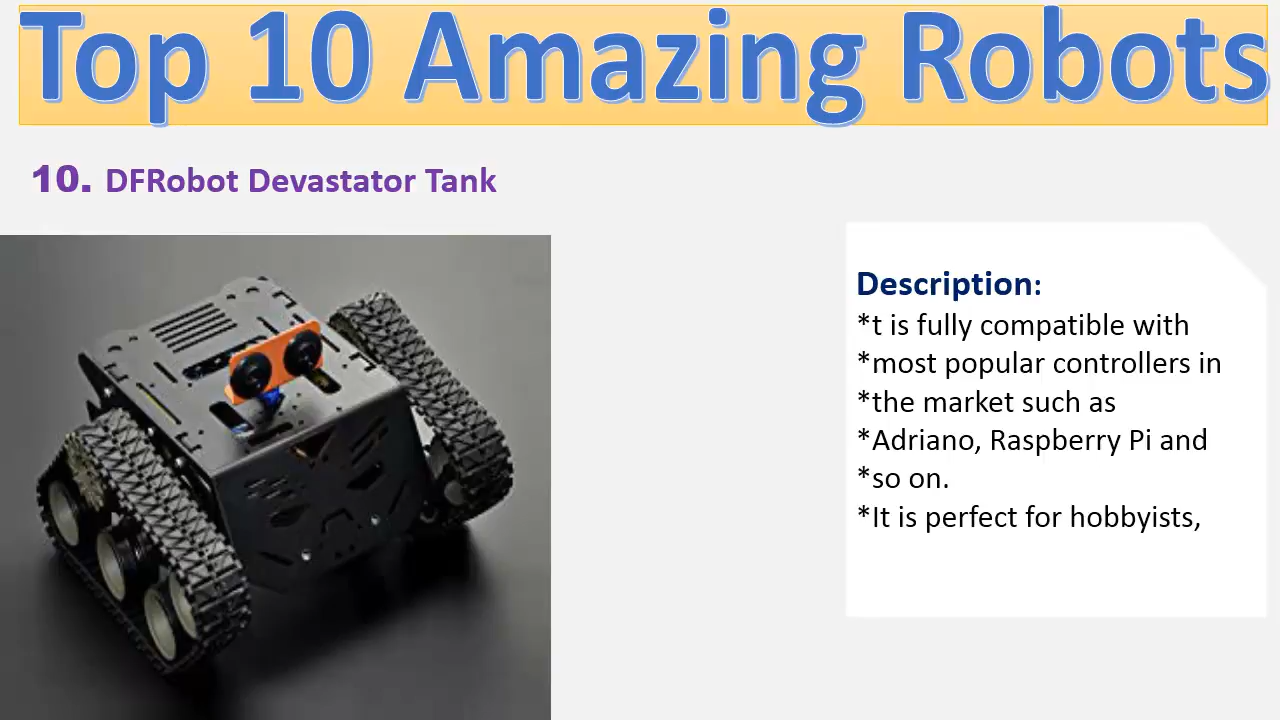 Top 10 Amazing Robots
10. DFRobot Devastator Tank
Description:
*t is fully compatible with
*most popular controllers in
*the market such as
*Adriano, Raspberry Pi and
*so on.
*It is perfect for hobbyists,